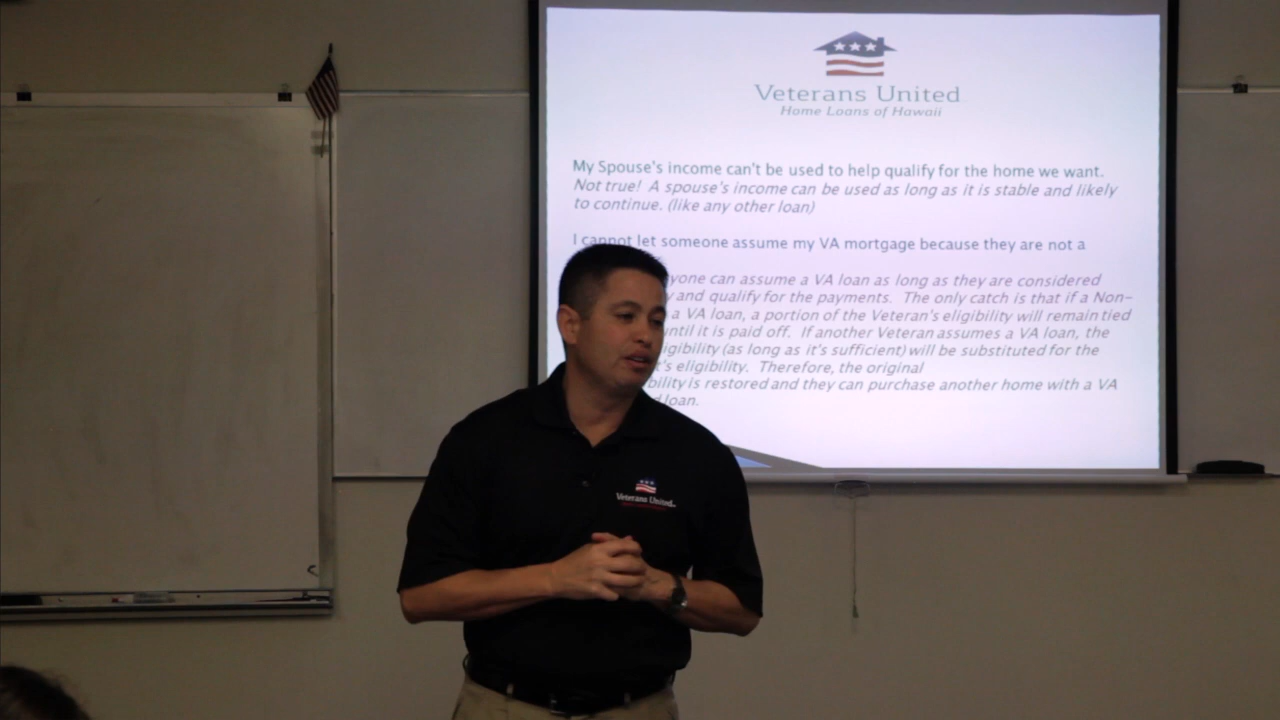 Veterans United
Home Loans of Hawaii
My Spouse's income can't be used to help qualify for the home we want.
Not true! A spouse's income can be used as long as it is stable and likely
to continue. (like any other loan)
I cannot let someone assume my VA mortgage because they are not a
can assume a VA loan as long as they are considered
and qualify for the payments. The only catch is that if a Non-
a VA loan, a portion of the Veteran's eligibility will remain tied
until it is paid off. If another Veteran assumes a VA loan, the
(as long as it's sufficient) will be substituted for the
eligibility. Therefore, the original
is restored and they can purchase another home with a VA
loan.
Veterans United